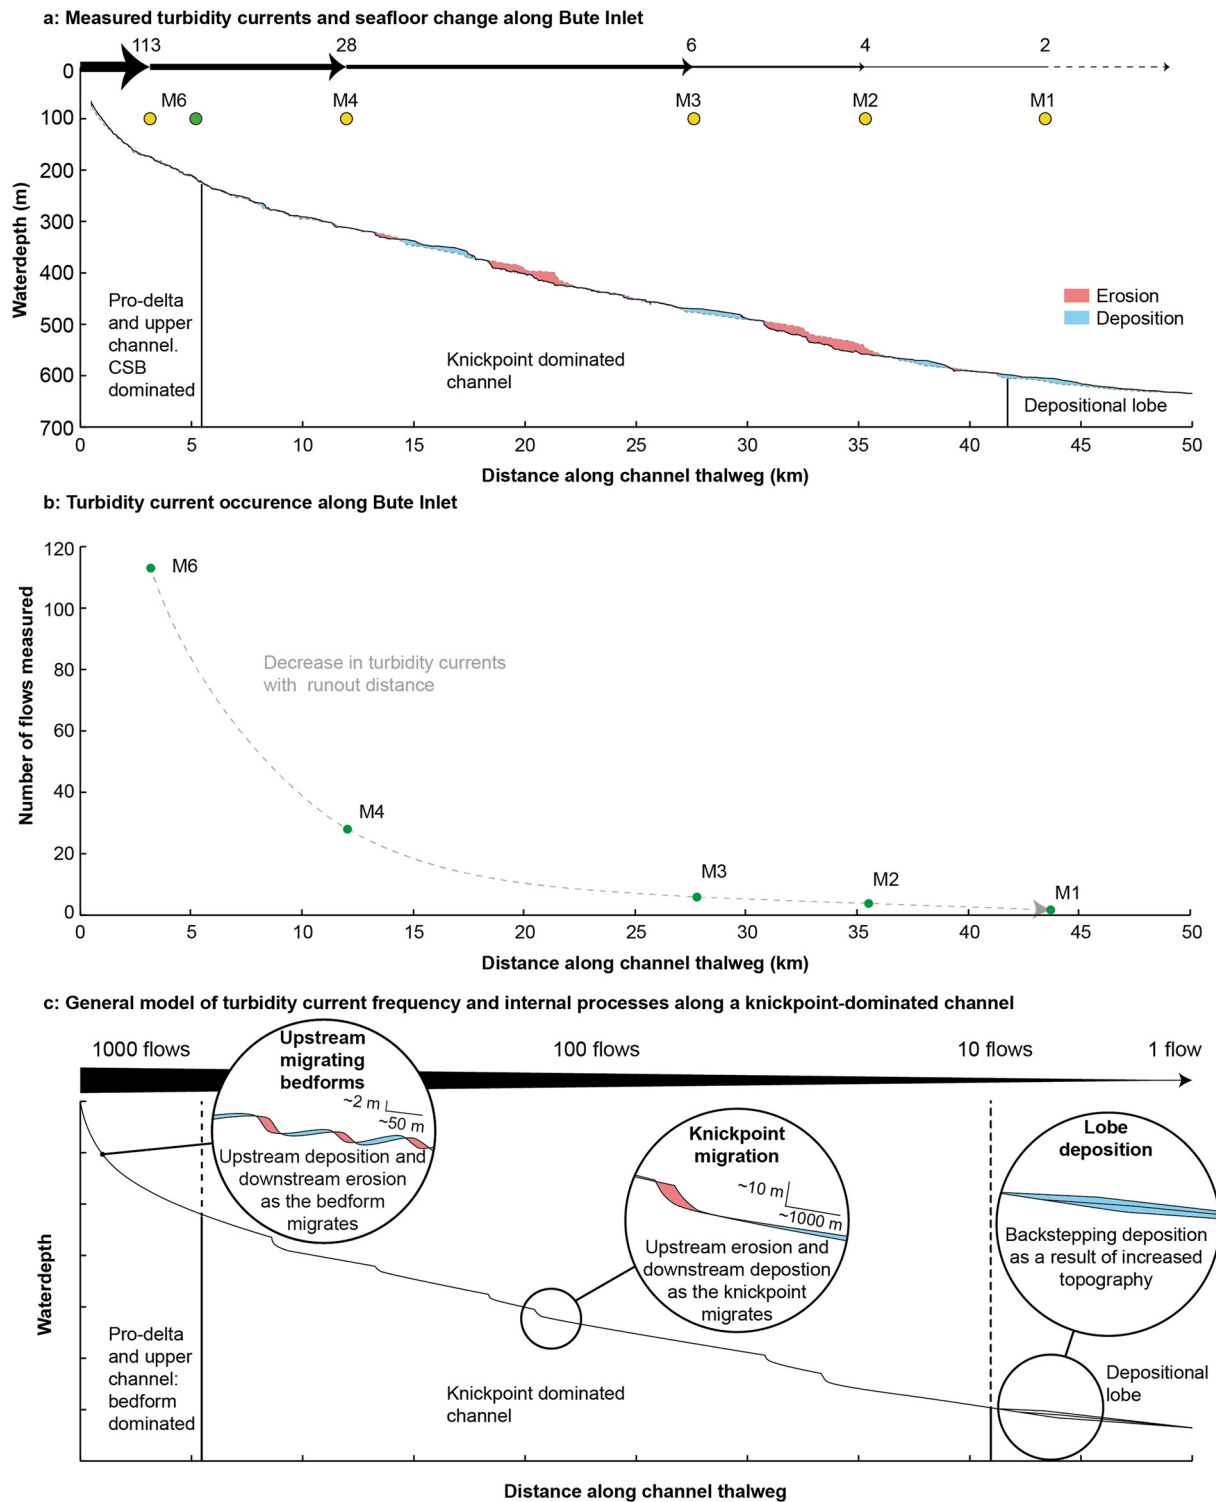 a: Measured turbidity currents and seafloor change along Bute Inlet
113 28 6 4 2
M6 M4 M3 M2 M1
0
100
200
300
400
500
600
700
Waterdepth (m)
Erosion
Deposition
Pro-delta
and upper
channel.
CSB
dominated
Knickpoint dominated
channel
Depositional lobe
0 5 10 15 20 25 30 35 40 45 50
Distance along channel thalweg (km)
b: Turbidity current occurence along Bute Inlet
120
100
80
60
40
20
0
Number of flows measured
M6
Decrease in turbidity currents
with runout distance
M4
M3
M2
M1
0 5 10 15 20 25 30 35 40 45 50
Distance along channel thalweg (km)
c: General model of turbidity current frequency and internal processes along a knickpoint-dominated channel
1000 flows 100 flows 10 flows 1 flow
Upstream
migrating
bedforms
~2 m
~50 m
Upstream deposition and
downstream erosion
as the bedform
migrates
Knickpoint
migration
~10 m
~1000 m
Upstream erosion and
downstream depostion
as the knickpoint
migrates
Lobe
deposition
Backstepping deposition
as a result of increased
topography
Waterdepth
Pro-delta
and upper
channel:
bedform
dominated
Knickpoint dominated
channel
Depositional
lobe
Distance along channel thalweg